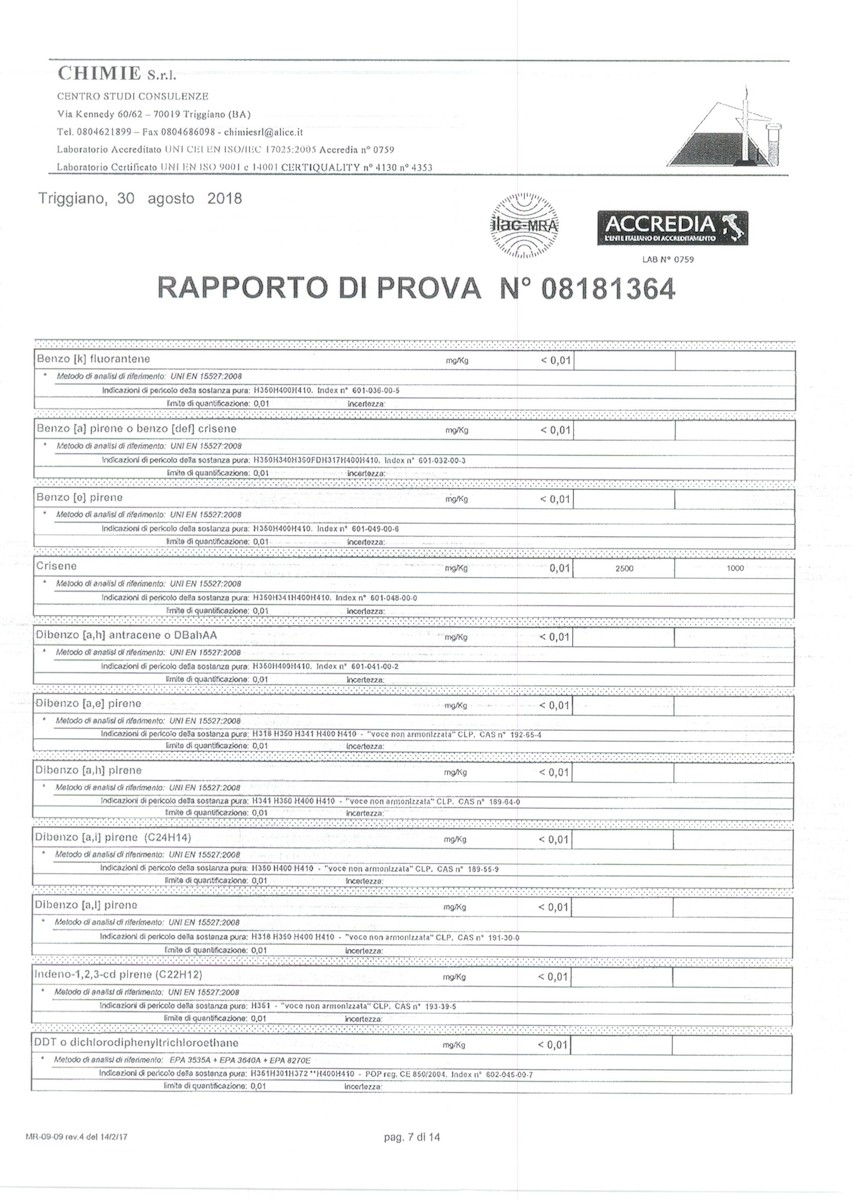 CHIMIE S.r.l.
CENTRO STUDI CONSULENZE
Via Kennedy 60/62 – 70019 Triggiano (BA)
Tel. 0804621899 – Fax 0804686098 - chimiesrl@alice.it
Laboratorio Accreditato UNI CEI EN ISO/IEC 17025:2005 Accredia n° 0759
Laboratorio Certificato UNI EN ISO 9001 e 14001 CERTIQUALITY n° 4130 n° 4353
Triggiano, 30 agosto 2018
ilac-MRA
ACCREDIA
L'ENTE ITALIANO DI ACCREDITAMENTO
LAB N° 0759
RAPPORTO DI PROVA N° 08181364
Benzo [k] fluorantene mg/Kg < 0,01
* Metodo di analisi di riferimento: UNI EN 15527:2008
Indicazioni di pericolo della sostanza pura: H350H400H410. Index n° 601-036-00-5
limite di quantificazione: 0,01 incertezza:
Benzo [a] pirene o benzo [def] crisene mg/Kg < 0,01
* Metodo di analisi di riferimento: UNI EN 15527:2008
Indicazioni di pericolo della sostanza pura: H350H340H360FDH317H400H410. Index n° 601-032-00-3
limite di quantificazione: 0,01 incertezza:
Benzo [e] pirene mg/Kg < 0,01
* Metodo di analisi di riferimento: UNI EN 15527:2008
Indicazioni di pericolo della sostanza pura: H350H400H410. Index n° 601-049-00-6
limite di quantificazione: 0,01 incertezza:
Crisene mg/Kg 0,01 2500 1000
* Metodo di analisi di riferimento: UNI EN 15527:2008
Indicazioni di pericolo della sostanza pura: H350H341H400H410. Index n° 601-048-00-0
limite di quantificazione: 0,01 incertezza:
Dibenzo [a,h] antracene o DBahAA mg/Kg < 0,01
* Metodo di analisi di riferimento: UNI EN 15527:2008
Indicazioni di pericolo della sostanza pura: H350H400H410. Index n° 601-041-00-2
limite di quantificazione: 0,01 incertezza:
Dibenzo [a,e] pirene mg/Kg < 0,01
* Metodo di analisi di riferimento: UNI EN 15527:2008
Indicazioni di pericolo della sostanza pura: H318 H350 H341 H400 H410 - "voce non armonizzata" CLP. CAS n° 192-65-4
limite di quantificazione: 0,01 incertezza:
Dibenzo [a,h] pirene mg/Kg < 0,01
* Metodo di analisi di riferimento: UNI EN 15527:2008
Indicazioni di pericolo della sostanza pura: H341 H350 H400 H410 - "voce non armonizzata" CLP. CAS n° 189-64-0
limite di quantificazione: 0,01 incertezza:
Dibenzo [a,i] pirene (C24H14) mg/Kg < 0,01
* Metodo di analisi di riferimento: UNI EN 15527:2008
Indicazioni di pericolo della sostanza pura: H350 H400 H410 - "voce non armonizzata" CLP. CAS n° 189-55-9
limite di quantificazione: 0,01 incertezza:
Dibenzo [a,l] pirene mg/Kg < 0,01
* Metodo di analisi di riferimento: UNI EN 15527:2008
Indicazioni di pericolo della sostanza pura: H318 H350 H400 H410 - "voce non armonizzata" CLP. CAS n° 191-30-0
limite di quantificazione: 0,01 incertezza:
Indeno-1,2,3-cd pirene (C22H12) mg/Kg < 0,01
* Metodo di analisi di riferimento: UNI EN 15527:2008
Indicazioni di pericolo della sostanza pura: H351 - "voce non armonizzata" CLP. CAS n° 193-39-5
limite di quantificazione: 0,01 incertezza:
DDT o dichlorodiphenyltrichloroethane mg/Kg < 0,01
* Metodo di analisi di riferimento: EPA 3535A + EPA 3640A + EPA 8270E
Indicazioni di pericolo della sostanza pura: H351H301H372 **H400H410 - POP reg. CE 850/2004. Index n° 602-045-00-7
limite di quantificazione: 0,01 incertezza:
MR-09-09 rev.4 del 14/2/17
pag. 7 di 14